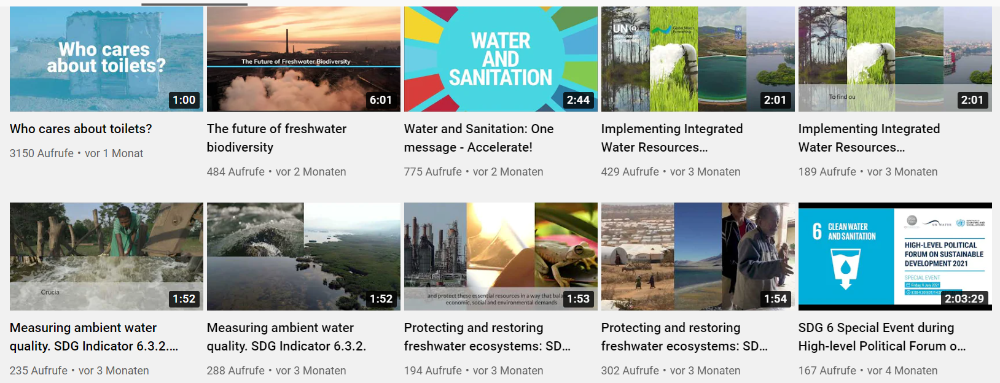 Who cares
about toilets?
1:00
The Future of Freshwater Biodiversity
6:01
WATER
AND
SANITATION
2:44
UN
environment
programme
Global Water
Partnership
2:01
To find ou
2:01
Who cares about toilets?
3150 Aufrufe • vor 1 Monat
The future of freshwater
biodiversity
484 Aufrufe • vor 2 Monaten
Water and Sanitation: One
message - Accelerate!
775 Aufrufe • vor 2 Monaten
Implementing Integrated
Water Resources...
429 Aufrufe • vor 3 Monaten
Implementing Integrated
Water Resources...
189 Aufrufe • vor 3 Monaten
Crucia
1:52
1:52
and protect these essential resources in a way that bala
economic, social and environmental demands
1:53
1:54
6 CLEAN WATER
AND SANITATION
UN WATER
HIGH-LEVEL POLITICAL
FORUM ON SUSTAINABLE
DEVELOPMENT 2021
SPECIAL EVENT
Friday, 9 July 2021
2:03:29
Measuring ambient water
quality. SDG Indicator 6.3.2....
235 Aufrufe • vor 3 Monaten
Measuring ambient water
quality. SDG Indicator 6.3.2.
288 Aufrufe • vor 3 Monaten
Protecting and restoring
freshwater ecosystems: SD...
194 Aufrufe • vor 3 Monaten
Protecting and restoring
freshwater ecosystems: SD...
302 Aufrufe • vor 3 Monaten
SDG 6 Special Event during
High-level Political Forum o...
167 Aufrufe • vor 4 Monaten